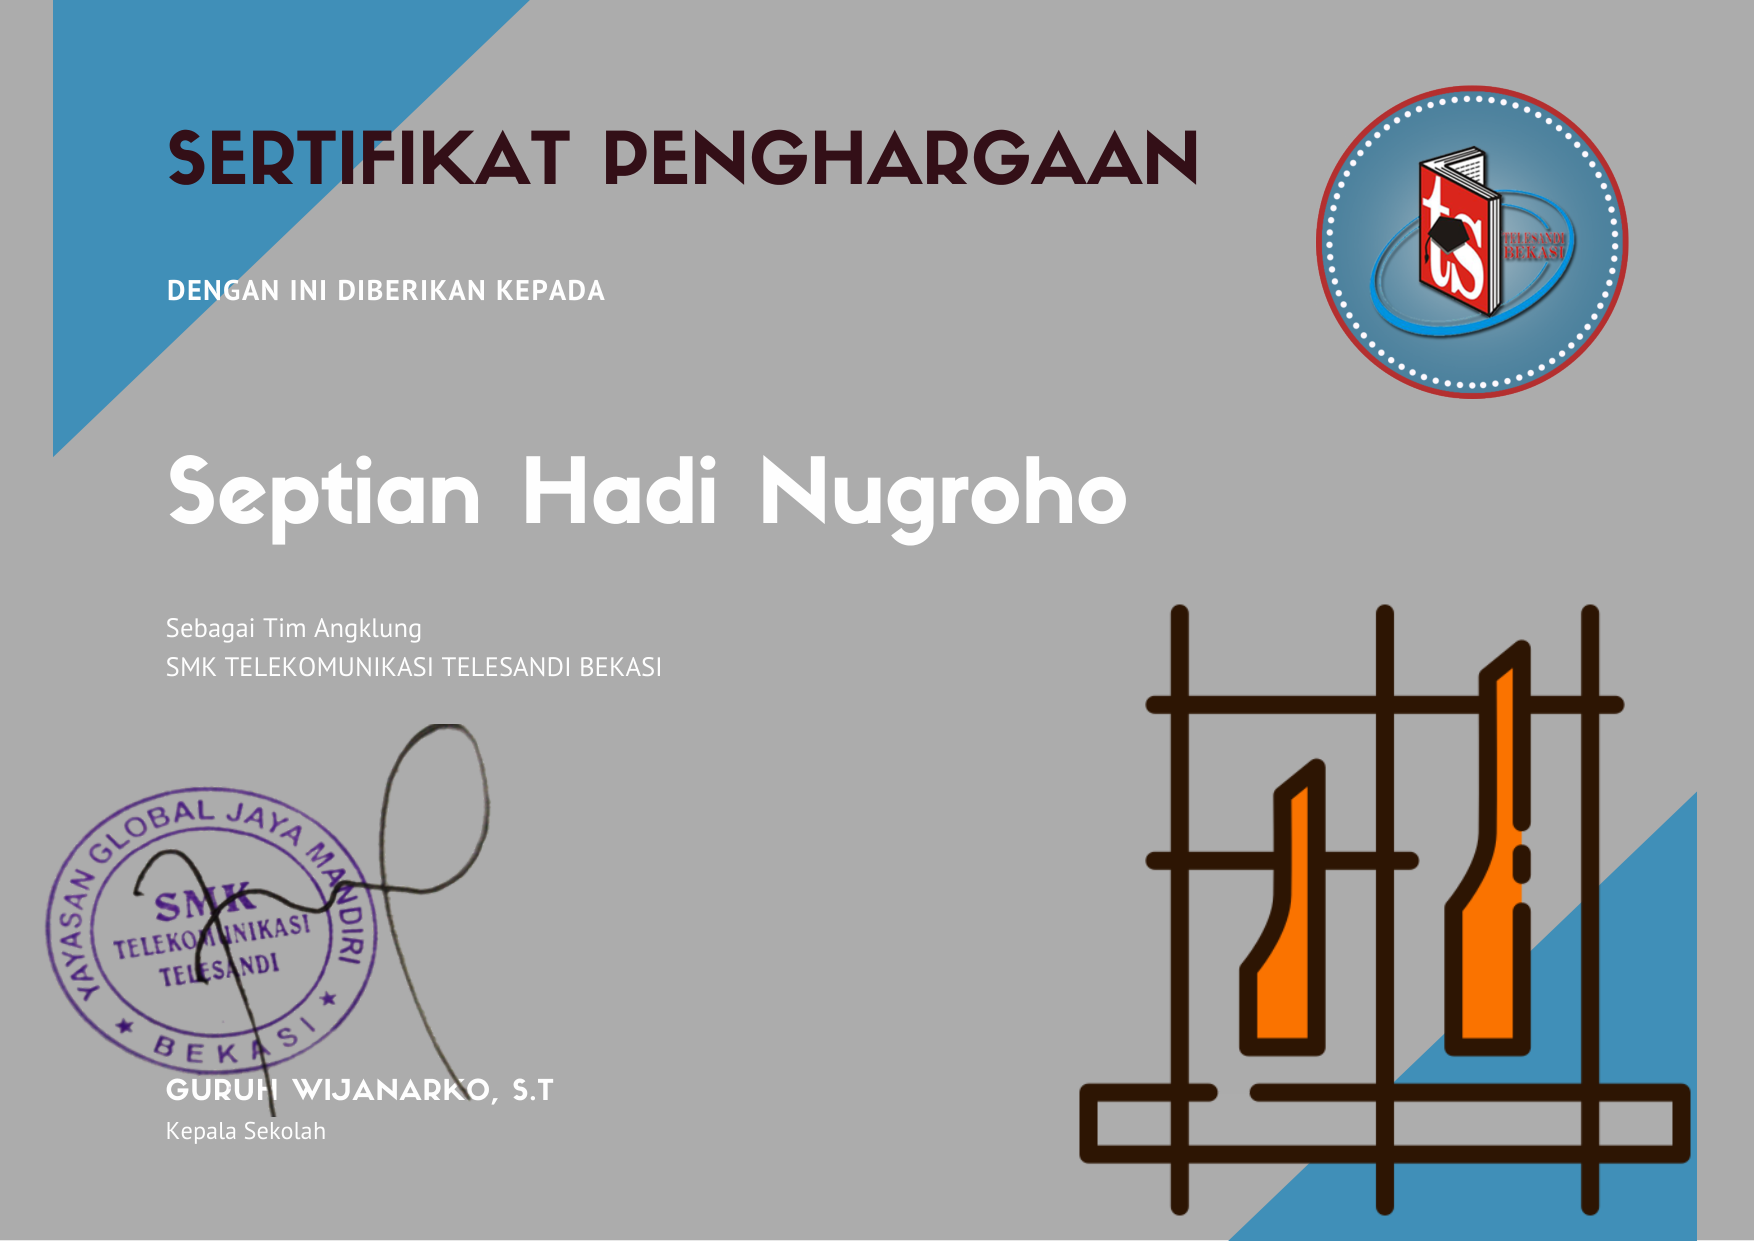 SERTIFIKAT PENGHARGAAN
ts
TELESANDI
BEKASI
DENGAN INI DIBERIKAN KEPADA
Septian Hadi Nugroho
Sebagai Tim Angklung
SMK TELEKOMUNIKASI TELESANDI BEKASI
YAYASAN GLOBAL JAYA MANDIRI
SMK
TELEKOMUNIKASI
TELESANDI
★ BEKASI ★
GURUH WIJANARKO, S.T
Kepala Sekolah